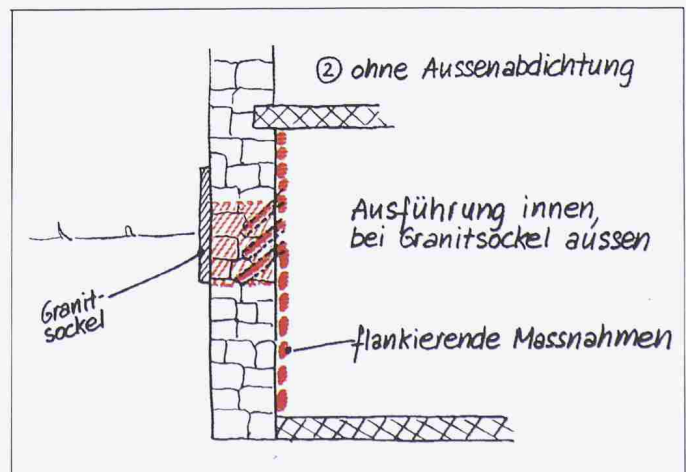 ② ohne Aussenabdichtung
Ausführung innen,
bei Granitsockel aussen
Granit-
sockel
flankierende Massnahmen